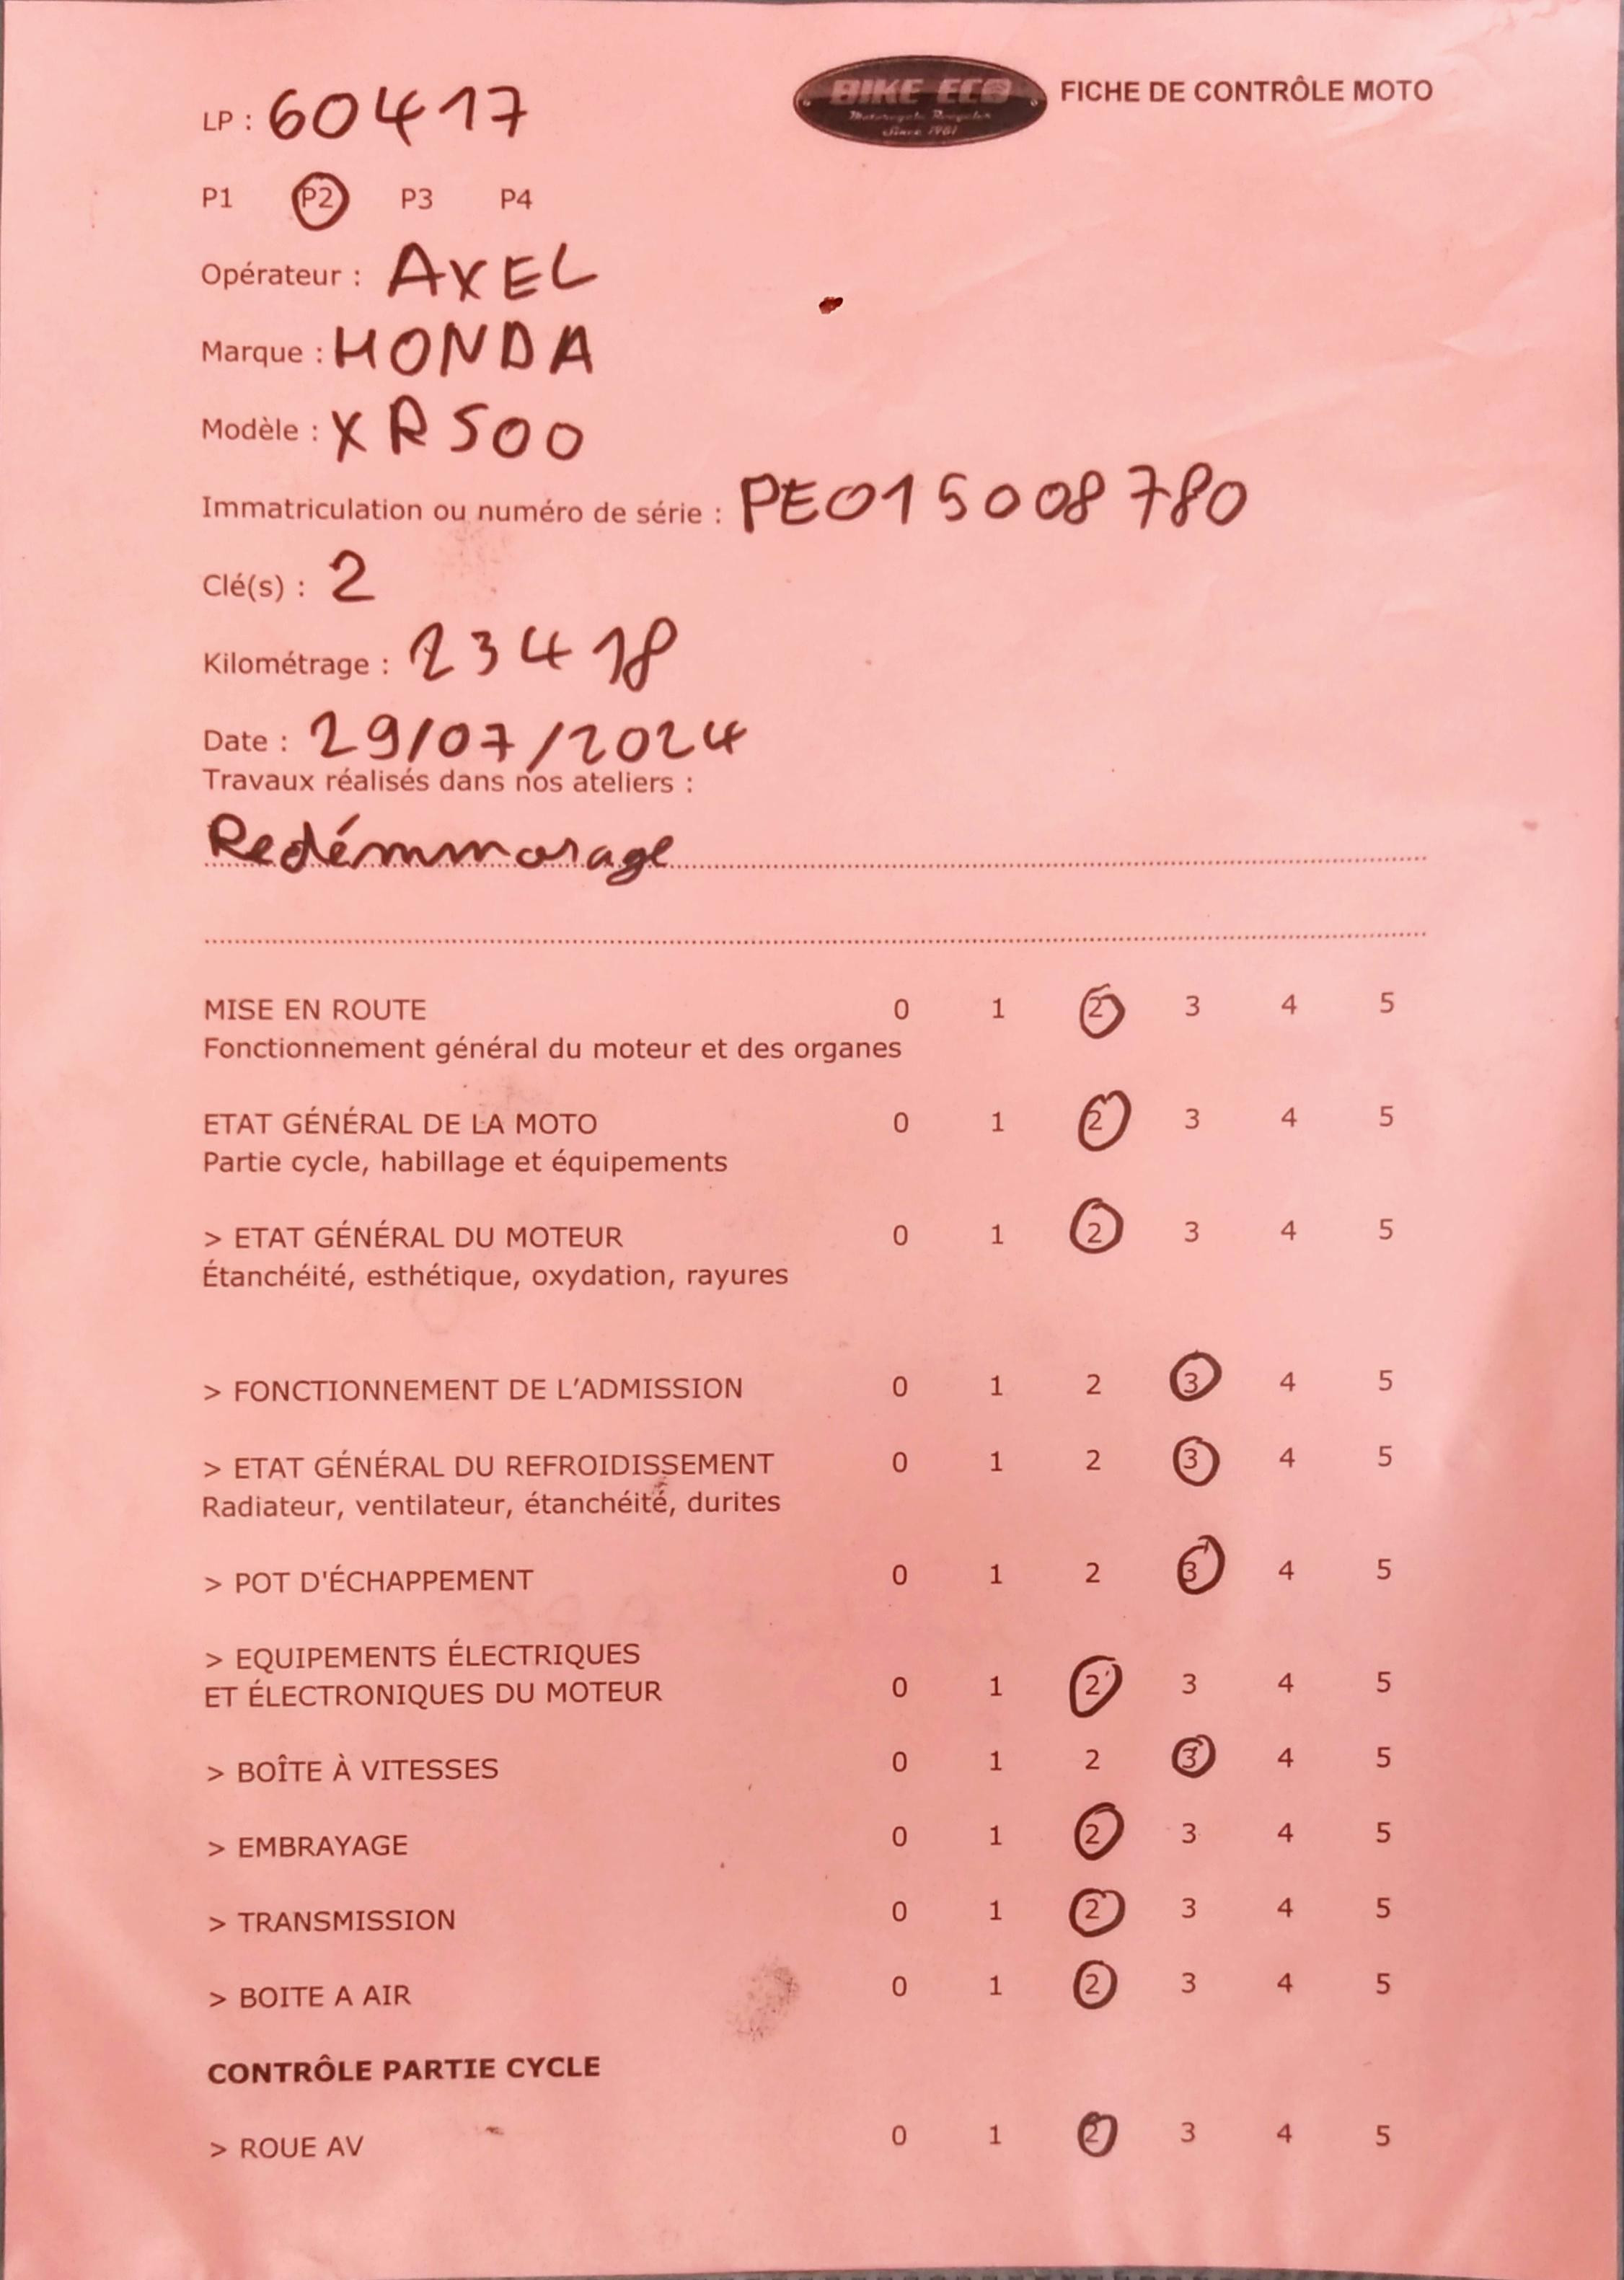 BIKE ECO
Motorcycle Recycler
Since 1981
FICHE DE CONTRÔLE MOTO
LP : 60417
P1 P2 P3 P4
Opérateur : AXEL
Marque : HONDA
Modèle : XR500
Immatriculation ou numéro de série : PE015008780
Clé(s) : 2
Kilométrage : 23418
Date : 29/07/2024
Travaux réalisés dans nos ateliers :
Redémmarage
MISE EN ROUTE 0 1 2 3 4 5
Fonctionnement général du moteur et des organes
ETAT GÉNÉRAL DE LA MOTO 0 1 2 3 4 5
Partie cycle, habillage et équipements
> ETAT GÉNÉRAL DU MOTEUR 0 1 2 3 4 5
Étanchéité, esthétique, oxydation, rayures
> FONCTIONNEMENT DE L'ADMISSION 0 1 2 3 4 5
> ETAT GÉNÉRAL DU REFROIDISSEMENT 0 1 2 3 4 5
Radiateur, ventilateur, étanchéité, durites
> POT D'ÉCHAPPEMENT 0 1 2 3 4 5
> EQUIPEMENTS ÉLECTRIQUES
ET ÉLECTRONIQUES DU MOTEUR 0 1 2 3 4 5
> BOÎTE À VITESSES 0 1 2 3 4 5
> EMBRAYAGE 0 1 2 3 4 5
> TRANSMISSION 0 1 2 3 4 5
> BOITE A AIR 0 1 2 3 4 5
CONTRÔLE PARTIE CYCLE
> ROUE AV 0 1 2 3 4 5